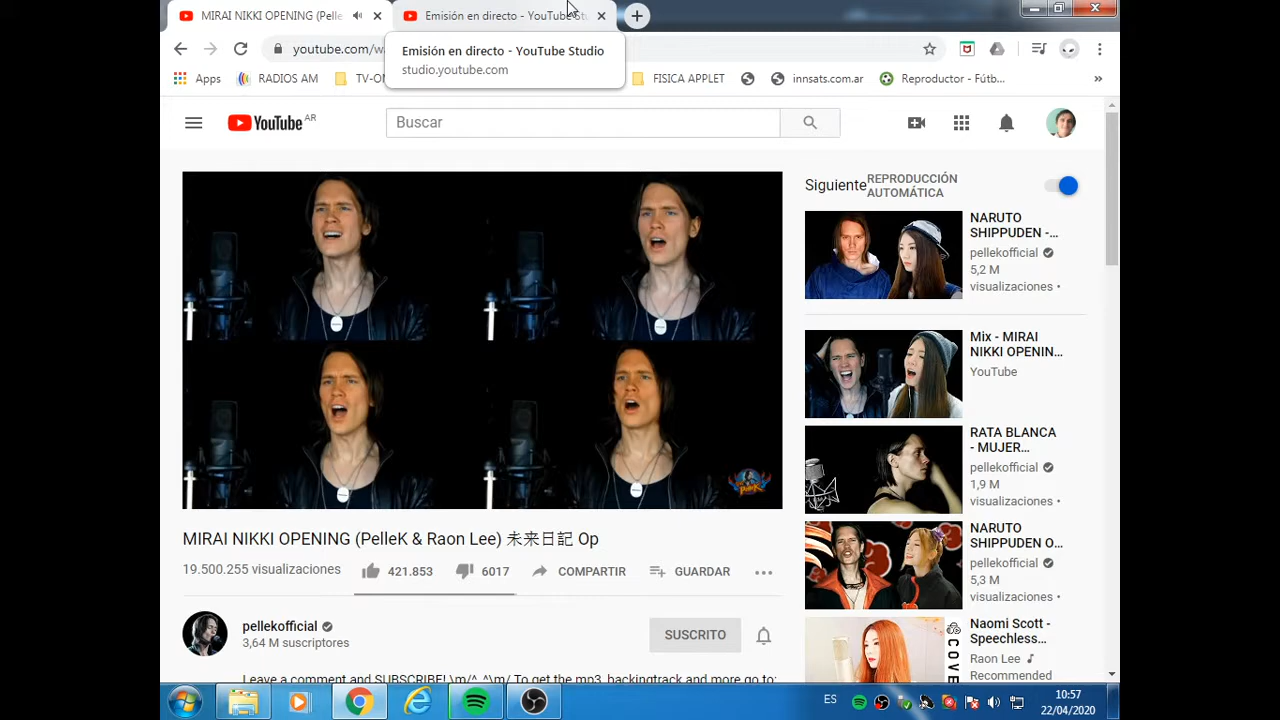 MIRAI NIKKI OPENING (Pelle
Emisión en directo - YouTube Stu
youtube.com/wa
Emisión en directo - YouTube Studio
studio.youtube.com
Apps
RADIOS AM
TV-ON
FISICA APPLET
innsats.com.ar
Reproductor - Fútb...
»
YouTube AR
Buscar
Siguiente
REPRODUCCIÓN
AUTOMÁTICA
NARUTO
SHIPPUDEN -...
pellekofficial
5,2 M
visualizaciones •
Mix - MIRAI
NIKKI OPENIN...
YouTube
RATA BLANCA
- MUJER...
pellekofficial
1,9 M
visualizaciones •
NARUTO
SHIPPUDEN O...
pellekofficial
5,3 M
visualizaciones •
Naomi Scott -
Speechless...
Raon Lee
Recommended
COVE
PelleK
MIRAI NIKKI OPENING (PelleK & Raon Lee) 未来日記 Op
19.500.255 visualizaciones
421.853
6017
COMPARTIR
GUARDAR
pellekofficial
3,64 M suscriptores
SUSCRITO
Leave a comment and SUBSCRIBE! \m/^_^\m/ To get the mp3, backingtrack and more go to:
ES
10:57
22/04/2020